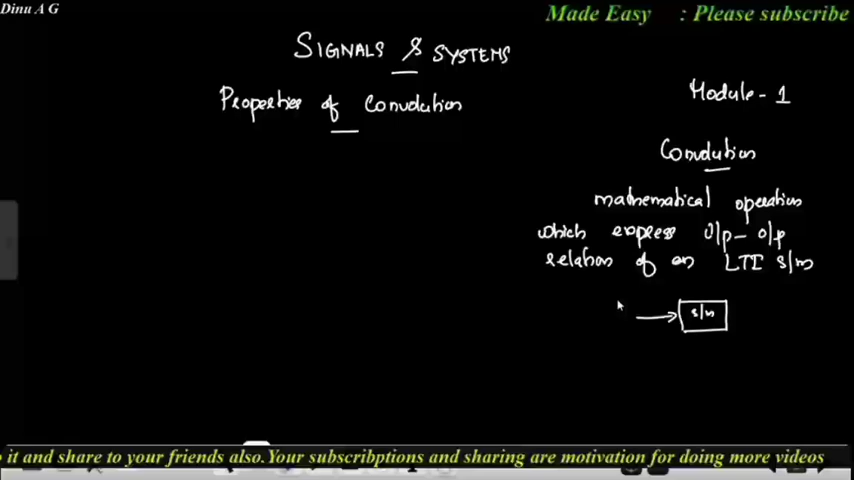 Dinu A G
Made Easy : Please subscribe
SIGNALS & SYSTEMS
Properties of Convolution
Module - 1
Convolution
mathematical operation
which express O/p - o/p
relation of an LTI s/m
s/m
it and share to your friends also.Your subscribptions and sharing are motivation for doing more videos